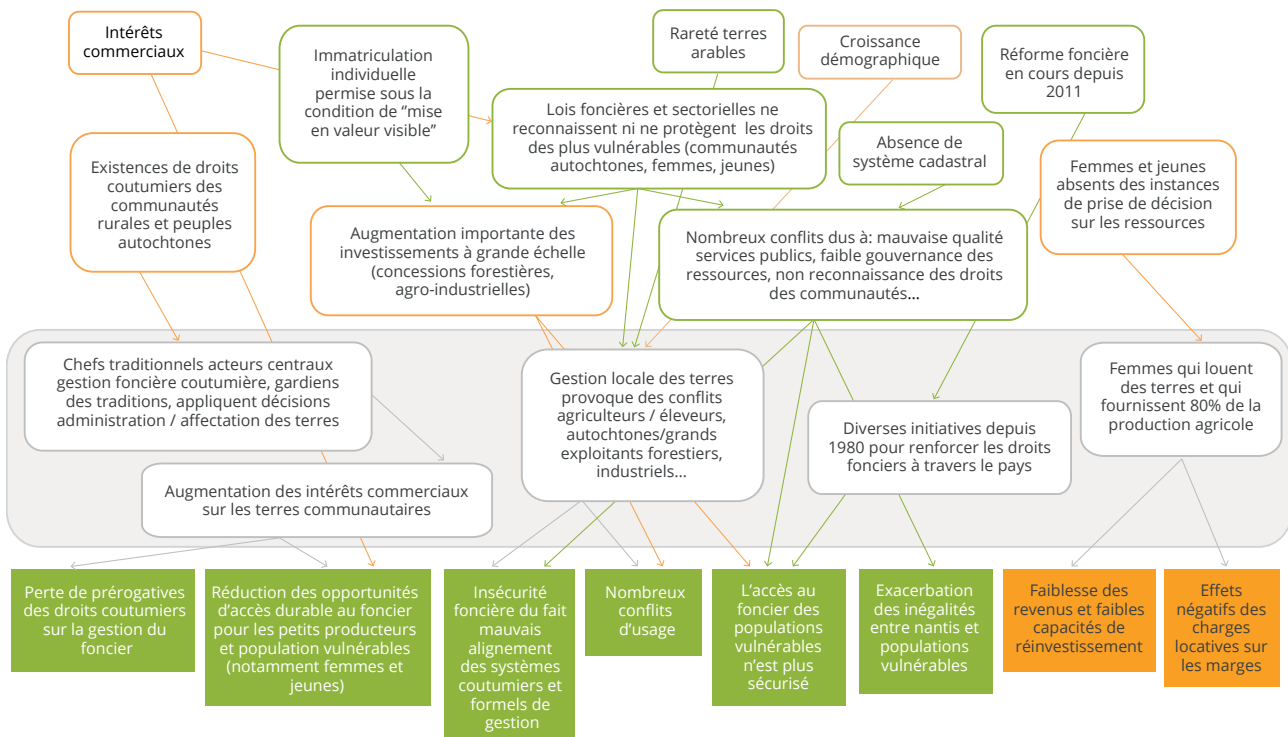 Intérêts
commerciaux
Immatriculation
individuelle
permise sous la
condition de “mise
en valeur visible”
Rareté terres
arables
Croissance
démographique
Réforme foncière
en cours depuis
2011
Lois foncières et sectorielles ne
reconnaissent ni ne protègent les droits
des plus vulnérables (communautés
autochtones, femmes, jeunes)
Absence de
système cadastral
Existences de droits
coutumiers des
communautés
rurales et peuples
autochtones
Femmes et jeunes
absents des instances
de prise de décision
sur les ressources
Augmentation importante des
investissements à grande échelle
(concessions forestières,
agro-industrielles)
Nombreux conflits dus à: mauvaise qualité
services publics, faible gouvernance des
ressources, non reconnaissance des droits
des communautés...
Chefs traditionnels acteurs centraux
gestion foncière coutumière, gardiens
des traditions, appliquent décisions
administration / affectation des terres
Gestion locale des terres
provoque des conflits
agriculteurs / éleveurs,
autochtones/grands
exploitants forestiers,
industriels...
Femmes qui louent
des terres et qui
fournissent 80% de la
production agricole
Diverses initiatives depuis
1980 pour renforcer les droits
fonciers à travers le pays
Augmentation des intérêts commerciaux
sur les terres communautaires
Perte de prérogatives
des droits coutumiers
sur la gestion du
foncier
Réduction des opportunités
d’accès durable au foncier
pour les petits producteurs
et population vulnérables
(notamment femmes et
jeunes)
Insécurité
foncière du fait
mauvais
alignement
des systèmes
coutumiers et
formels de
gestion
Nombreux
conflits
d’usage
L’accès au
foncier des
populations
vulnérables
n’est plus
sécurisé
Exacerbation
des inégalités
entre nantis et
populations
vulnérables
Faiblesse des
revenus et faibles
capacités de
réinvestissement
Effets
négatifs des
charges
locatives sur
les marges